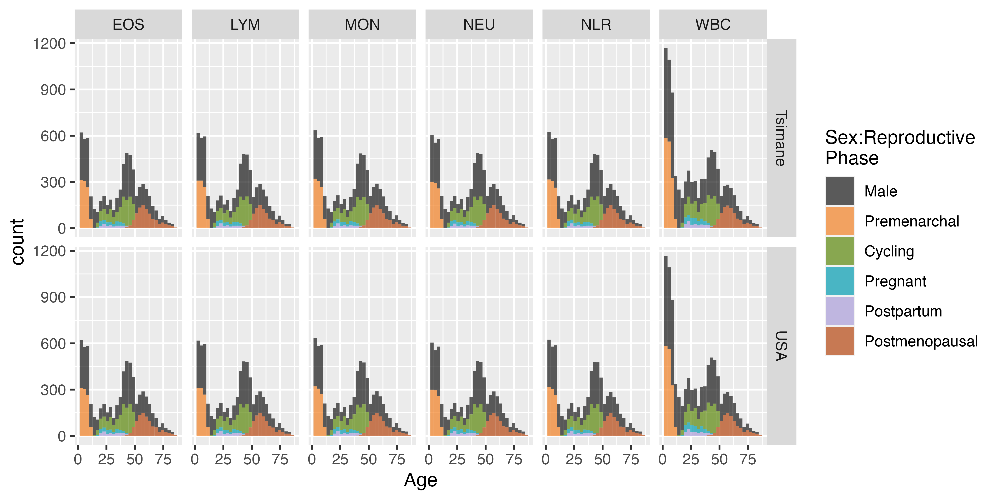 EOS LYM MON NEU NLR WBC
1200
900
600
300
0
Tsimane
1200
900
600
300
0
USA
count
0 25 50 75 0 25 50 75 0 25 50 75 0 25 50 75 0 25 50 75 0 25 50 75
Age
Sex:Reproductive
Phase
Male
Premenarchal
Cycling
Pregnant
Postpartum
Postmenopausal